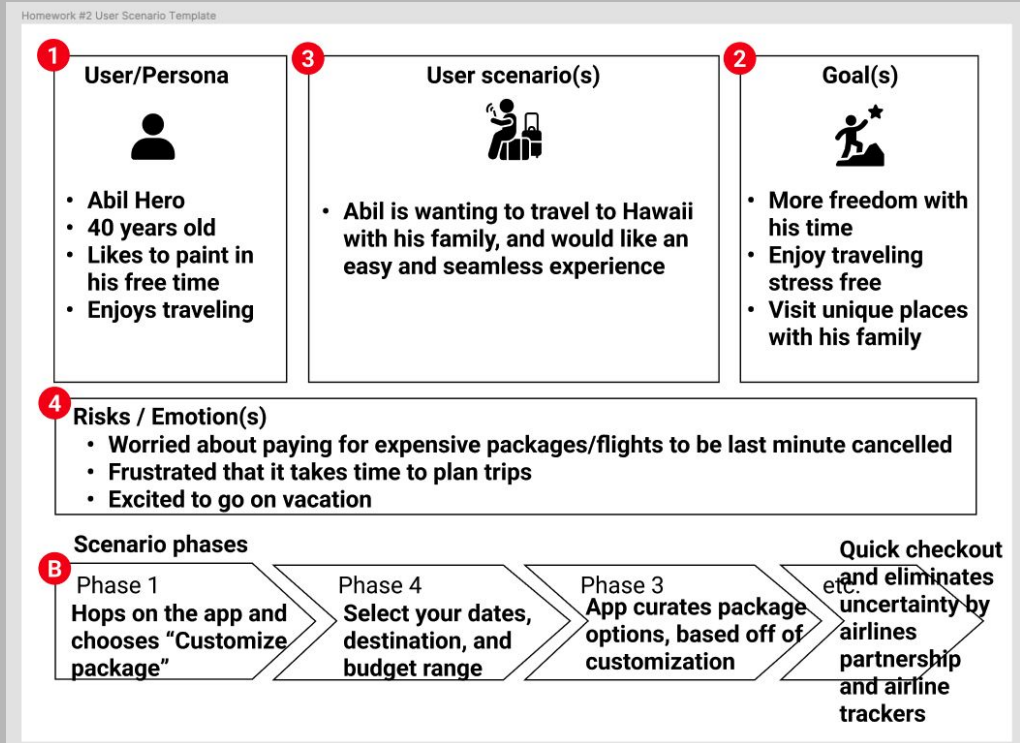 Homework #2 User Scenario Template
1
User/Persona
• Abil Hero
• 40 years old
• Likes to paint in
his free time
• Enjoys traveling
3
User scenario(s)
• Abil is wanting to travel to Hawaii
with his family, and would like an
easy and seamless experience
2
Goal(s)
• More freedom with
his time
• Enjoy traveling
stress free
• Visit unique places
with his family
4
Risks / Emotion(s)
• Worried about paying for expensive packages/flights to be last minute cancelled
• Frustrated that it takes time to plan trips
• Excited to go on vacation
Scenario phases
B
Phase 1
Hops on the app and
chooses “Customize
package”
Phase 4
Select your dates,
destination, and
budget range
Phase 3
App curates package
options, based off of
customization
etc.
Quick checkout
and eliminates
uncertainty by
airlines
partnership
and airline
trackers